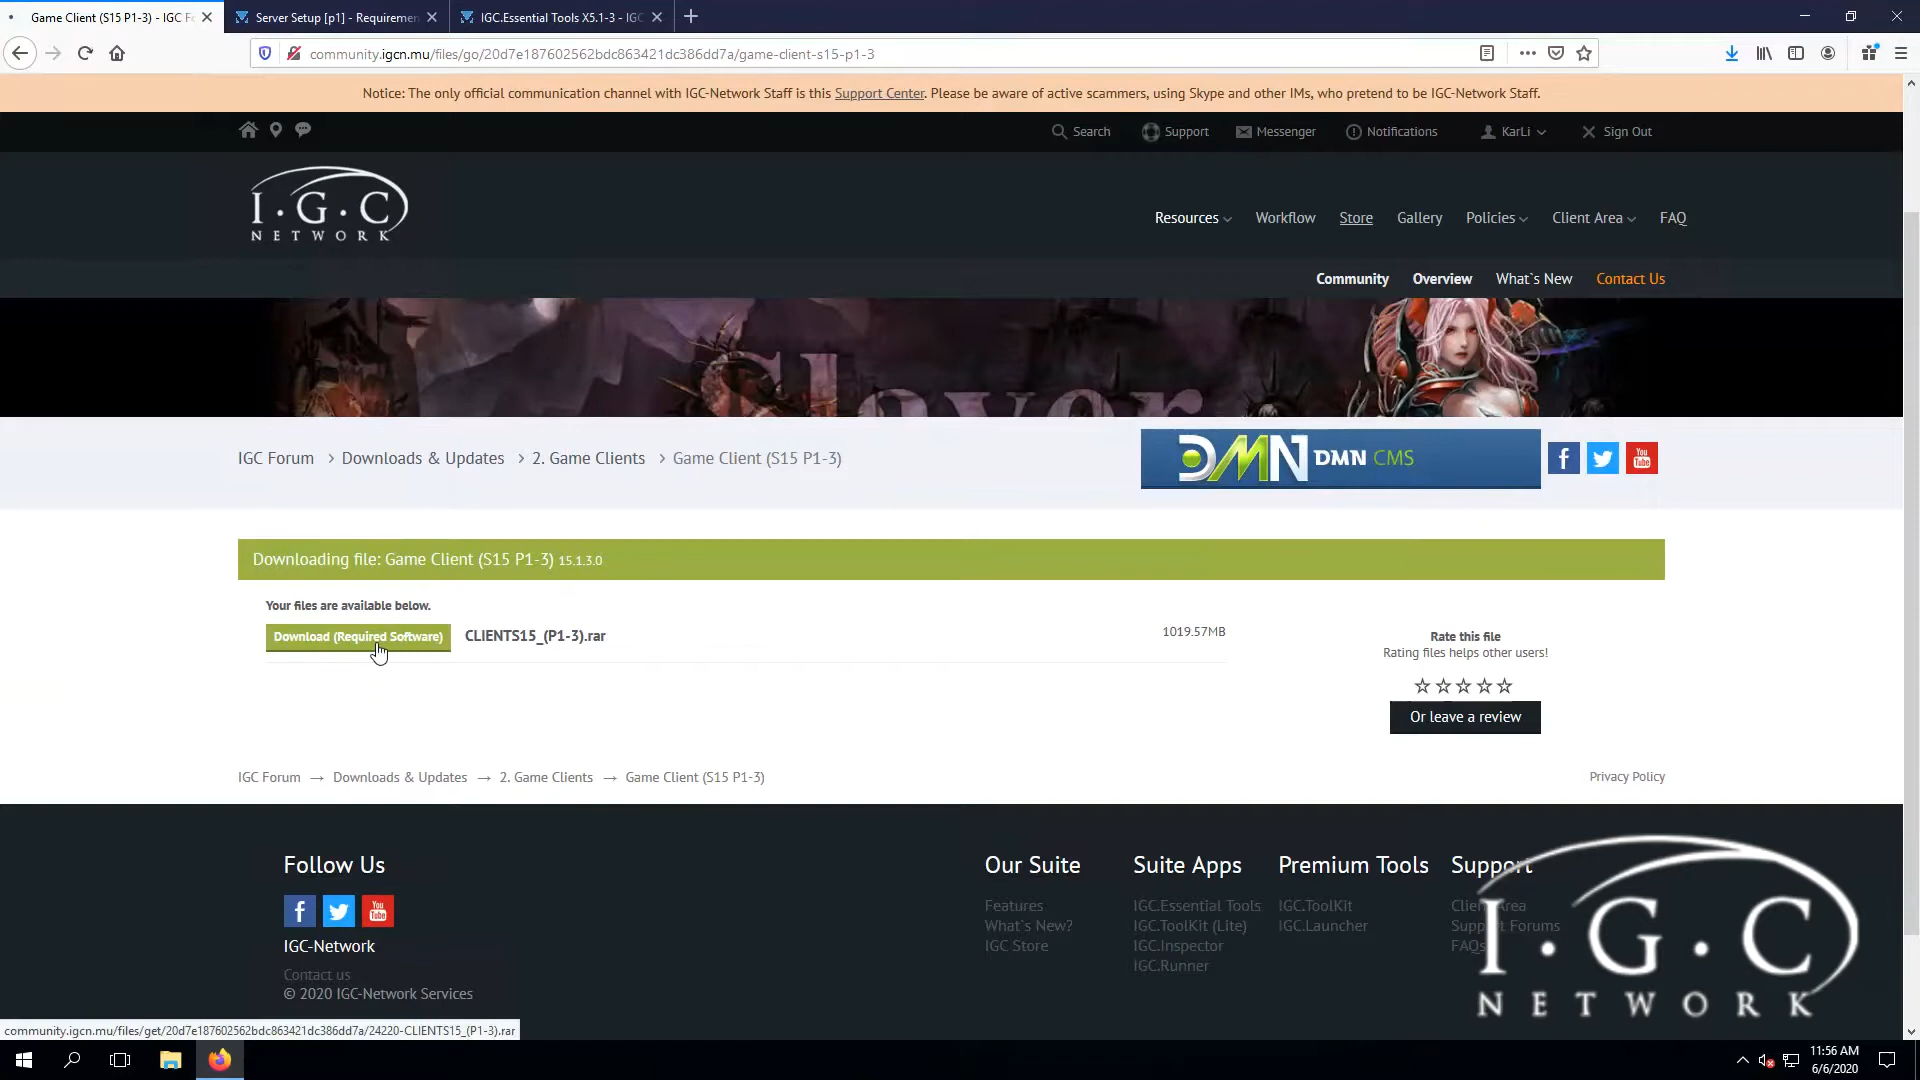 Game Client (S15 P1-3) - IGC F
Server Setup [p1] - Requiremen
IGC.Essential Tools X5.1-3 - IGC
community.igcn.mu/files/go/20d7e187602562bdc863421dc386dd7a/game-client-s15-p1-3
Notice: The only official communication channel with IGC-Network Staff is this Support Center. Please be aware of active scammers, using Skype and other IMs, who pretend to be IGC-Network Staff.
Search
Support
Messenger
Notifications
KarLi
Sign Out
I·G·C
NETWORK
Resources
Workflow
Store
Gallery
Policies
Client Area
FAQ
Community
Overview
What`s New
Contact Us
Slayer
IGC Forum > Downloads & Updates > 2. Game Clients > Game Client (S15 P1-3)
DMN DMN CMS
You Tube
Downloading file: Game Client (S15 P1-3) 15.1.3.0
Your files are available below.
Download (Required Software)
CLIENTS15_(P1-3).rar
1019.57MB
Rate this file
Rating files helps other users!
Or leave a review
IGC Forum → Downloads & Updates → 2. Game Clients → Game Client (S15 P1-3)
Privacy Policy
Follow Us
You Tube
IGC-Network
Contact us
© 2020 IGC-Network Services
Our Suite
Features
What`s New?
IGC Store
Suite Apps
IGC.Essential Tools
IGC.ToolKit (Lite)
IGC.Inspector
IGC.Runner
Premium Tools
IGC.ToolKit
IGC.Launcher
Support
Client Area
Support Forums
FAQs
I·G·C
NETWORK
community.igcn.mu/files/get/20d7e187602562bdc863421dc386dd7a/24220-CLIENTS15_(P1-3).rar
11:56 AM
6/6/2020